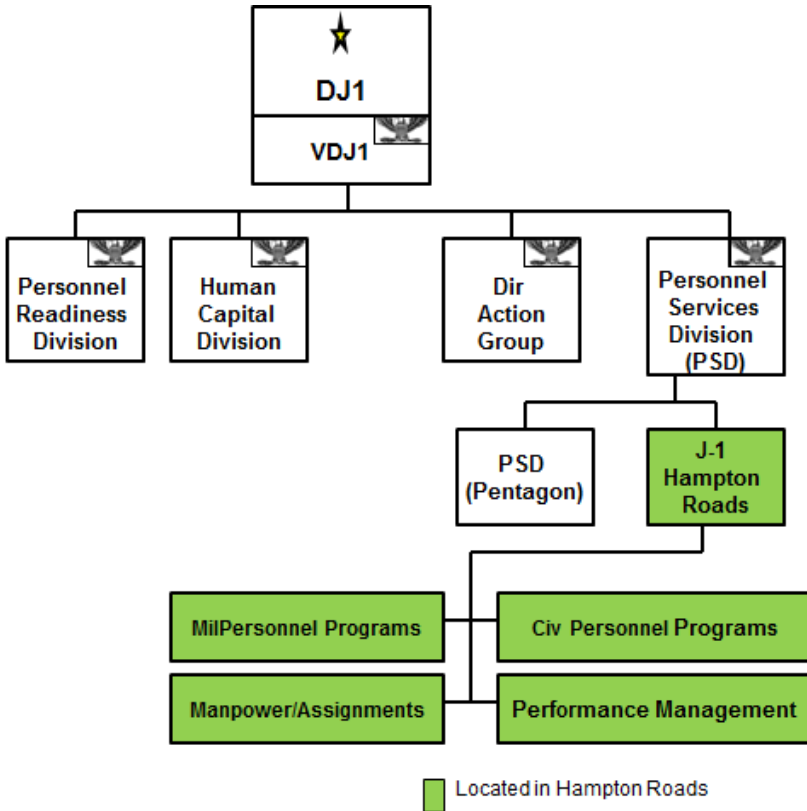 DJ1
VDJ1
Personnel
Readiness
Division
Human
Capital
Division
Dir
Action
Group
Personnel
Services
Division
(PSD)
PSD
(Pentagon)
J-1
Hampton
Roads
MilPersonnel Programs
Civ Personnel Programs
Manpower/Assignments
Performance Management
Located in Hampton Roads